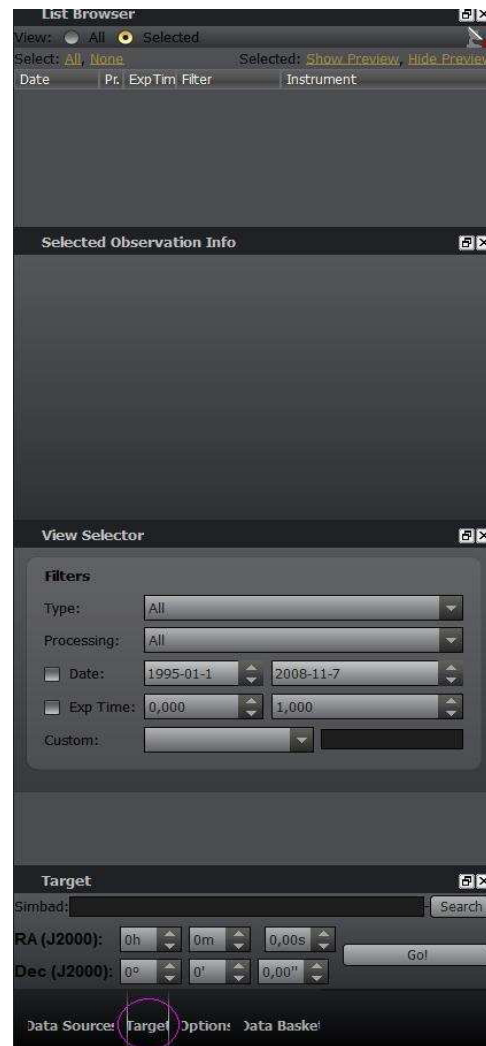 List Browser
View: All Selected
Select: All, None Selected: Show Preview, Hide Preview
Date Pr. ExpTim Filter Instrument
Selected Observation Info
View Selector
Filters
Type: All
Processing: All
Date: 1995-01-1 2008-11-7
Exp Time: 0,000 1,000
Custom:
Target
Simbad: Search
RA (J2000): 0h 0m 0,00s
Go!
Dec (J2000): 0° 0' 0,00"
Data Source Target Option Data Basket